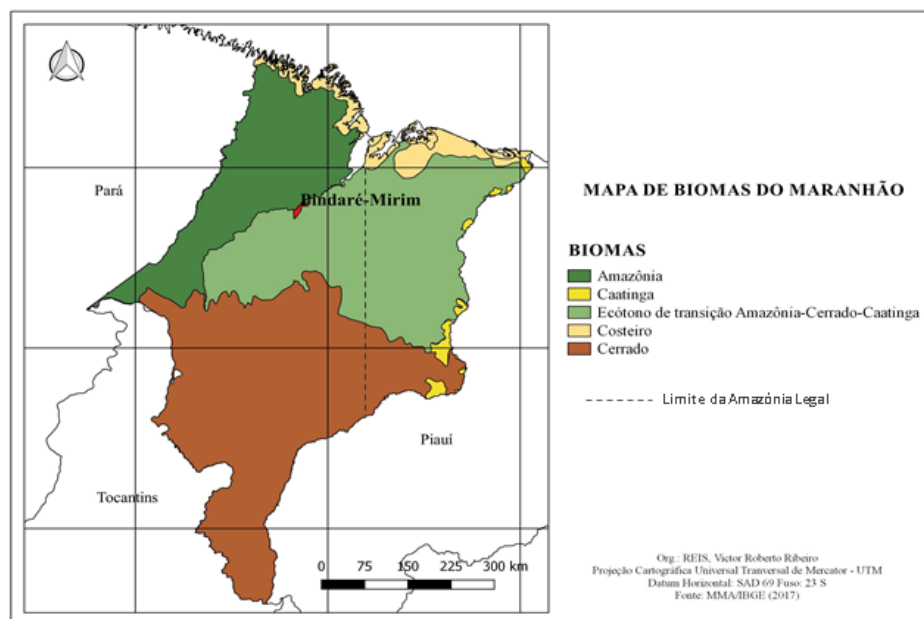 Pará
Pindaré-Mirim
Piauí
Tocantins
0 75 150 225 300 km
MAPA DE BIOMAS DO MARANHÃO
BIOMAS
Amazônia
Caatinga
Ecótono de transição Amazônia-Cerrado-Caatinga
Costeiro
Cerrado
Limite da Amazônia Legal
Org.: REIS, Victor Roberto Ribeiro
Projeção Cartográfica Universal Tranversal de Mercator - UTM
Datum Horizontal: SAD 69 Fuso: 23 S
Fonte: MMA/IBGE (2017)